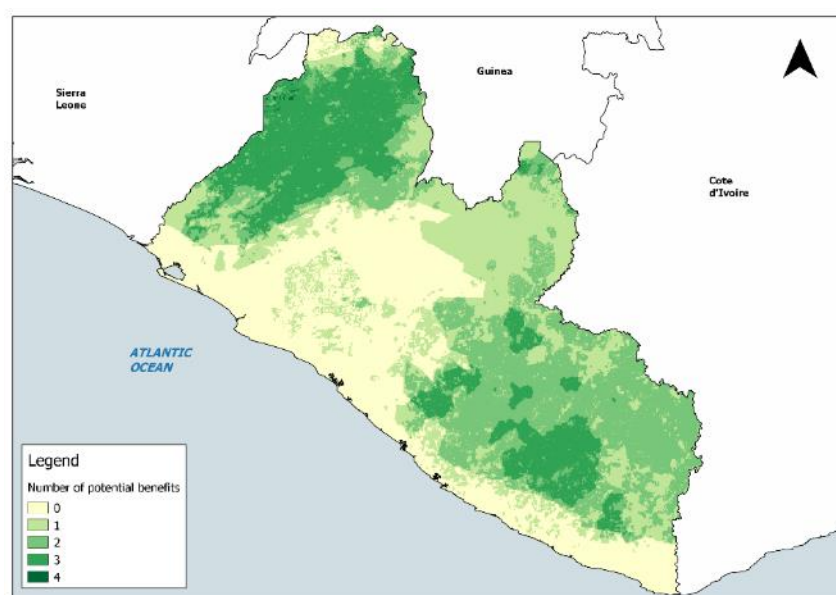 Guinea
Sierra
Leone
Cote
d'Ivoire
ATLANTIC
OCEAN
Legend
Number of potential benefits
0
1
2
3
4